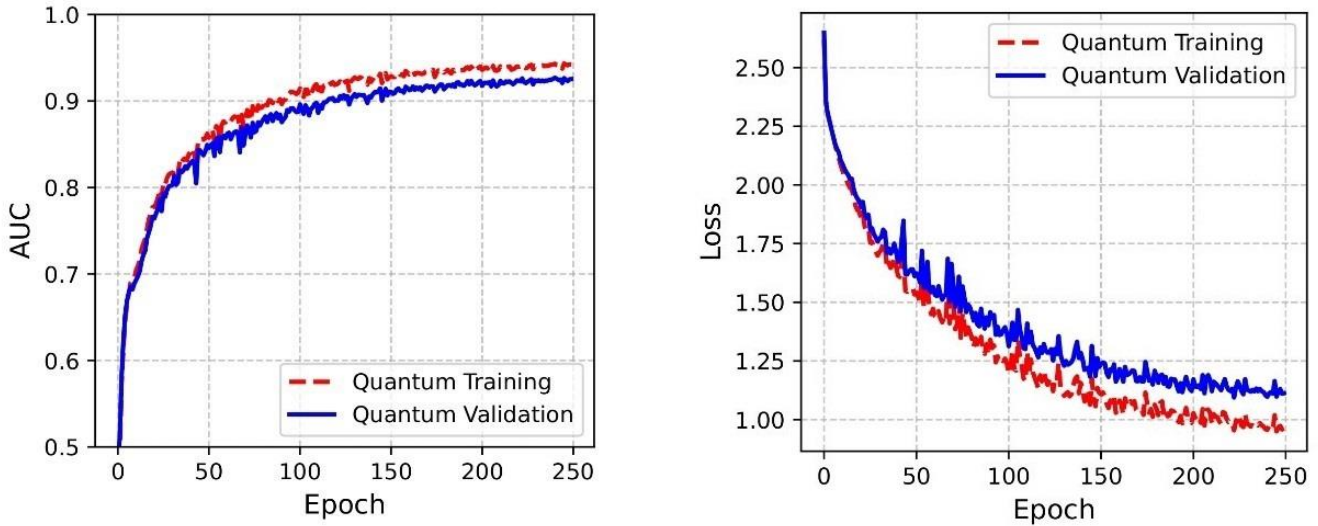 1.0
0.9
0.8
0.7
0.6
0.5
AUC
Quantum Training
Quantum Validation
0 50 100 150 200 250
Epoch
2.50
2.25
2.00
1.75
1.50
1.25
1.00
Loss
Quantum Training
Quantum Validation
0 50 100 150 200 250
Epoch